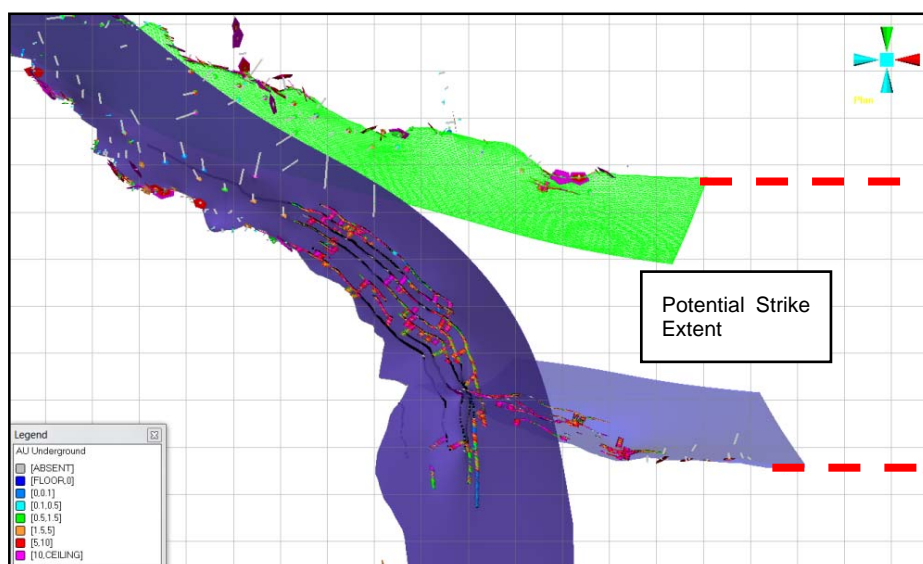 Plan
Potential Strike
Extent
Legend
AU Underground
[ABSENT]
[FLOOR,0]
[0,0.1]
[0.1,0.5]
[0.5,1.5]
[1.5,5]
[5,10]
[10,CEILING]